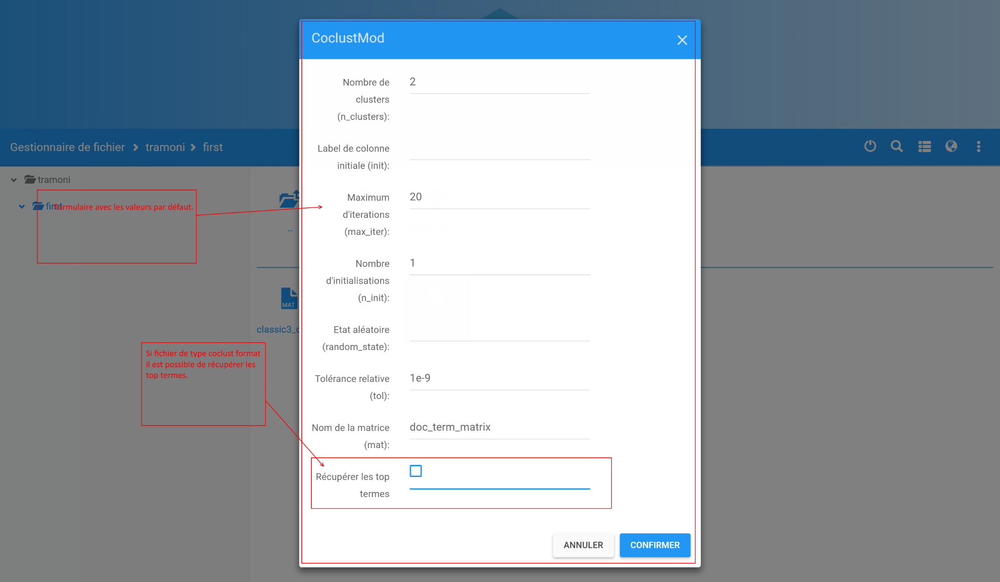 CoclustMod
Nombre de
clusters
(n_clusters):
2
Label de colonne
initiale (init):
Maximum
d'iterations
(max_iter):
20
Nombre
d'initialisations
(n_init):
1
Etat aléatoire
(random_state):
Tolérance relative
(tol):
1e-9
Nom de la matrice
(mat):
doc_term_matrix
Récupérer les top
termes
ANNULER
CONFIRMER
Gestionnaire de fichier > tramoni > first
tramoni
first
Formulaire avec les valeurs par défaut.
..
MAT
classic3_c
Si fichier de type coclust format
il est possible de récupérer les
top termes.